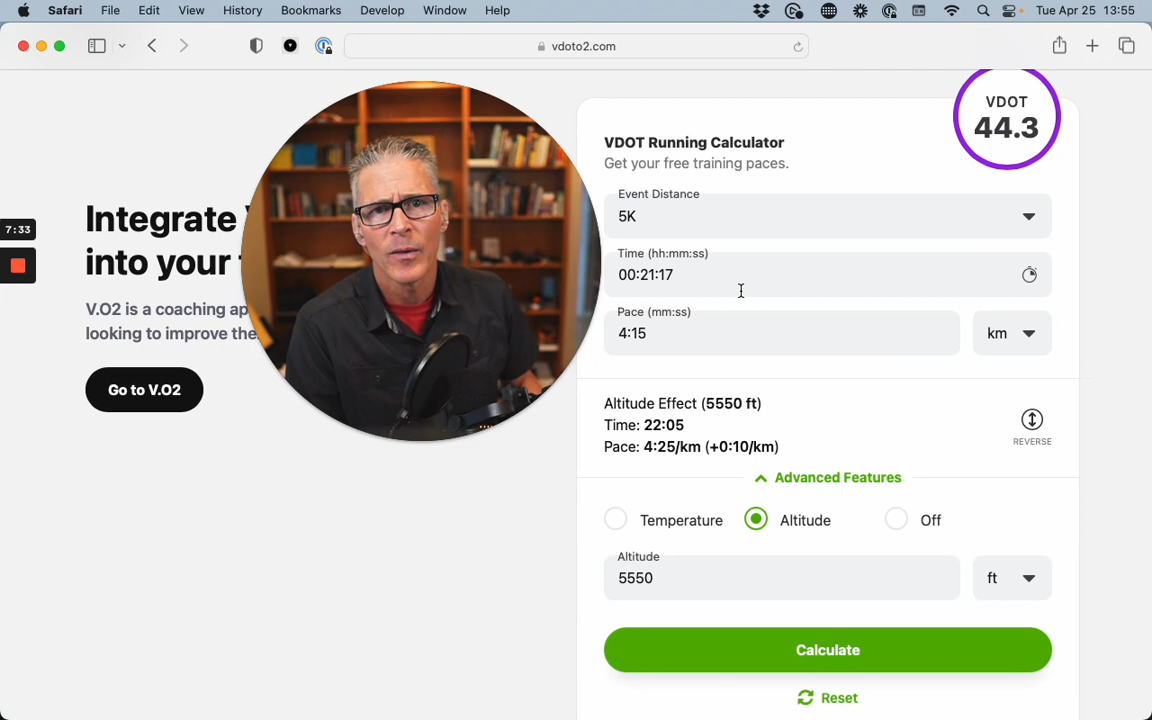 Safari File Edit View History Bookmarks Develop Window Help Tue Apr 25 13:55
vdoto2.com
7:33
Integrate
into your
V.O2 is a coaching
looking to improve
Go to V.O2
VDOT
44.3
VDOT Running Calculator
Get your free training paces.
Event Distance
5K
Time (hh:mm:ss)
00:21:17
Pace (mm:ss)
4:15
km
Altitude Effect (5550 ft)
Time: 22:05
Pace: 4:25/km (+0:10/km)
REVERSE
Advanced Features
Temperature Altitude Off
Altitude
5550
ft
Calculate
Reset